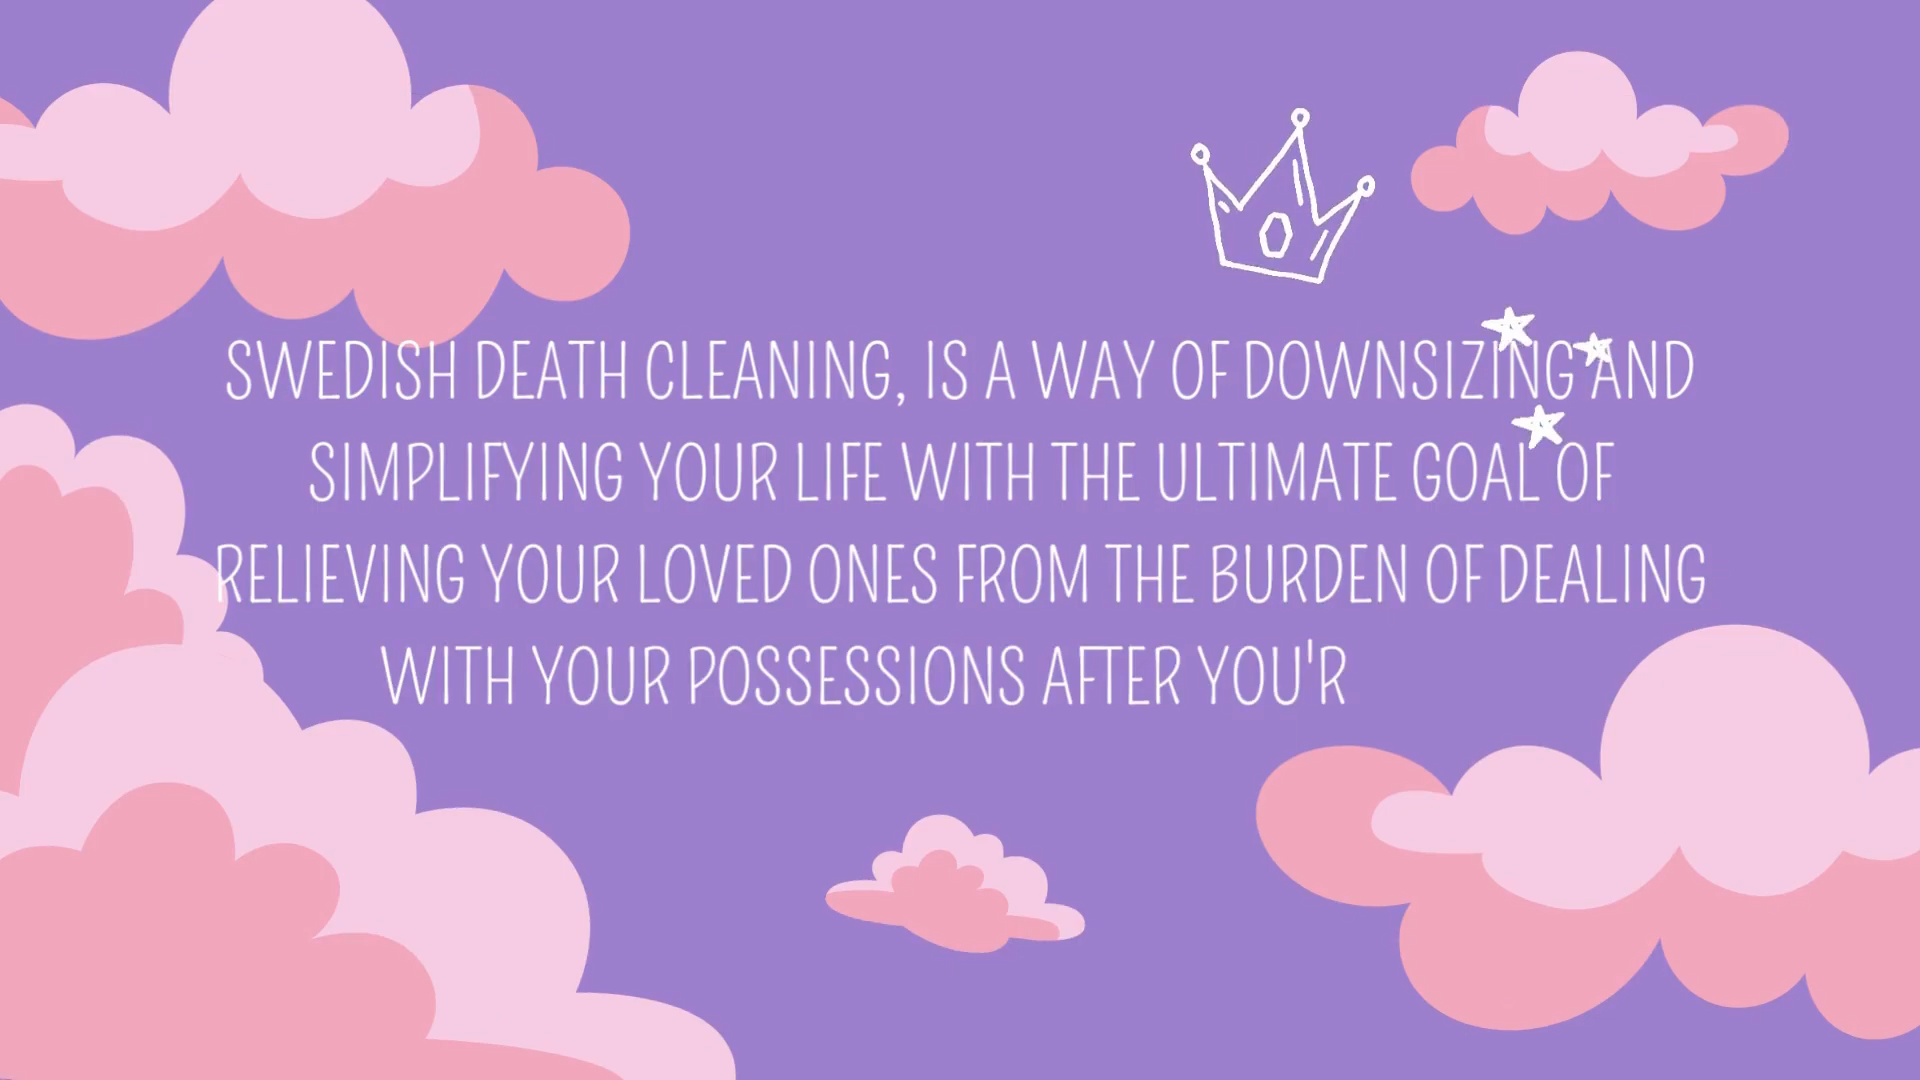 SWEDISH DEATH CLEANING, IS A WAY OF DOWNSIZING AND
SIMPLIFYING YOUR LIFE WITH THE ULTIMATE GOAL OF
RELIEVING YOUR LOVED ONES FROM THE BURDEN OF DEALING
WITH YOUR POSSESSIONS AFTER YOU'R